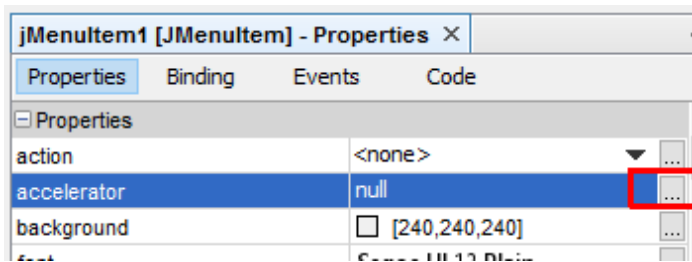 jMenuItem1 [JMenuItem] - Properties ×
Properties Binding Events Code
Properties
action <none> ...
accelerator null ...
background [240,240,240] ...